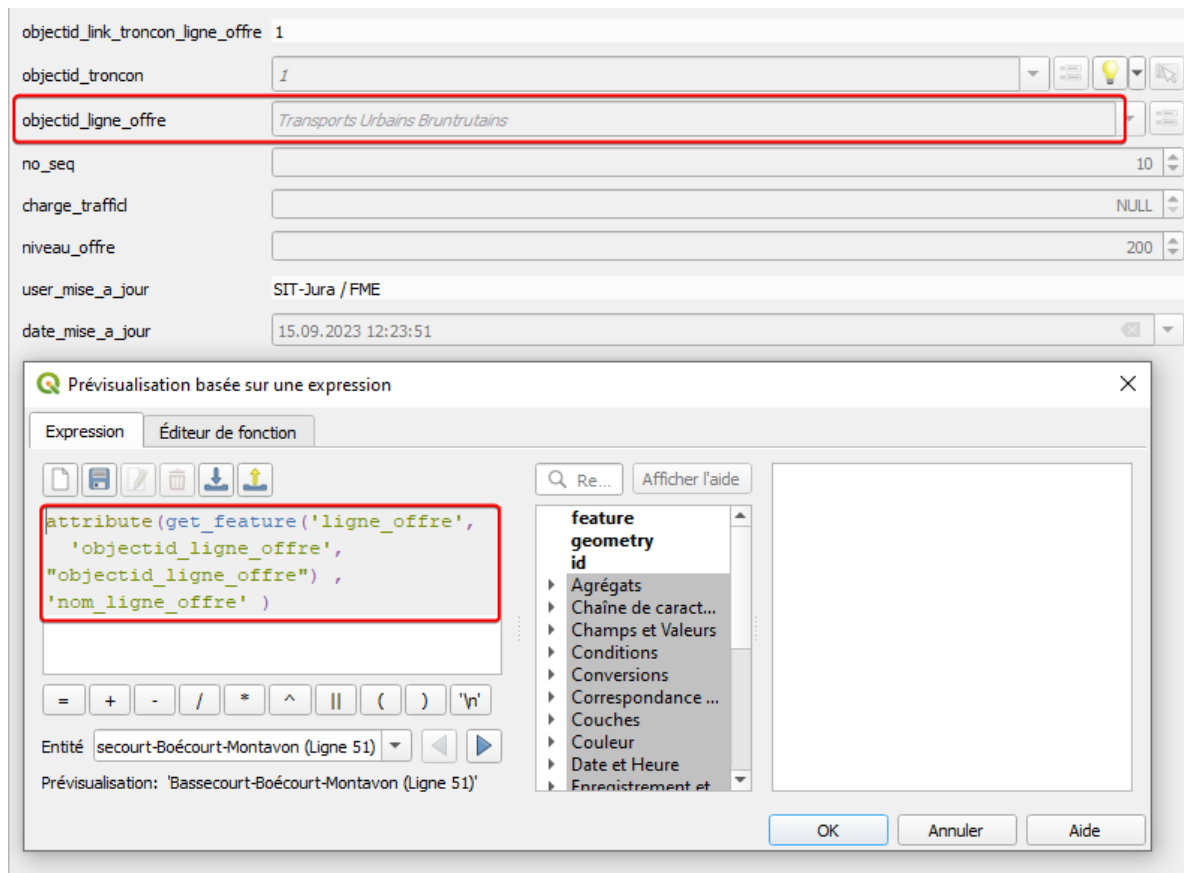 objectid_link_troncon_ligne_offre 1
objectid_troncon 1
objectid_ligne_offre Transports Urbains Bruntrutains
no_seq 10
charge_trafficl NULL
niveau_offre 200
user_mise_a_jour SIT-Jura / FME
date_mise_a_jour 15.09.2023 12:23:51
Prévisualisation basée sur une expression
Expression Éditeur de fonction
Re... Afficher l'aide
attribute(get_feature('ligne_offre',
'objectid_ligne_offre',
"objectid_ligne_offre") ,
'nom_ligne_offre' )
feature
geometry
id
Agrégats
Chaîne de caract...
Champs et Valeurs
Conditions
Conversions
Correspondance ...
Couches
Couleur
Date et Heure
Enregistrement et
= + - / * ^ || ( ) '\n'
Entité secourt-Boécourt-Montavon (Ligne 51)
Prévisualisation: 'Bassecourt-Boécourt-Montavon (Ligne 51)'
OK Annuler Aide